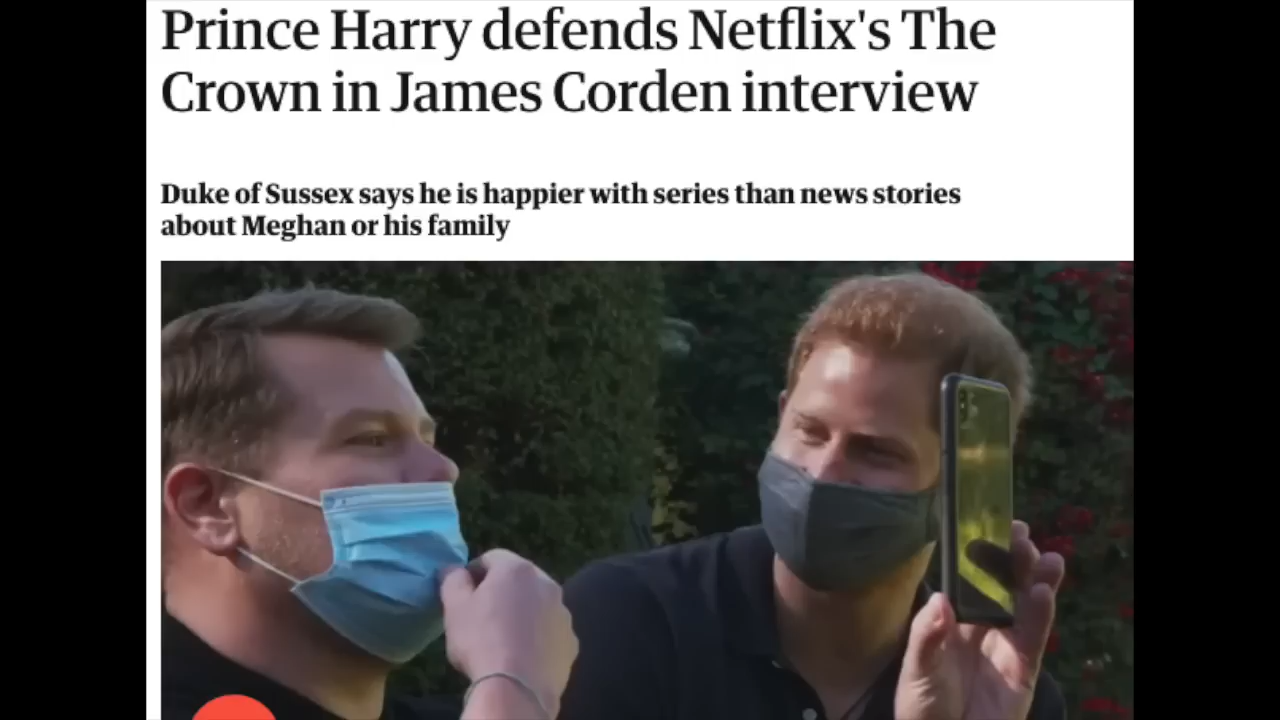 Prince Harry defends Netflix's The
Crown in James Corden interview
Duke of Sussex says he is happier with series than news stories
about Meghan or his family